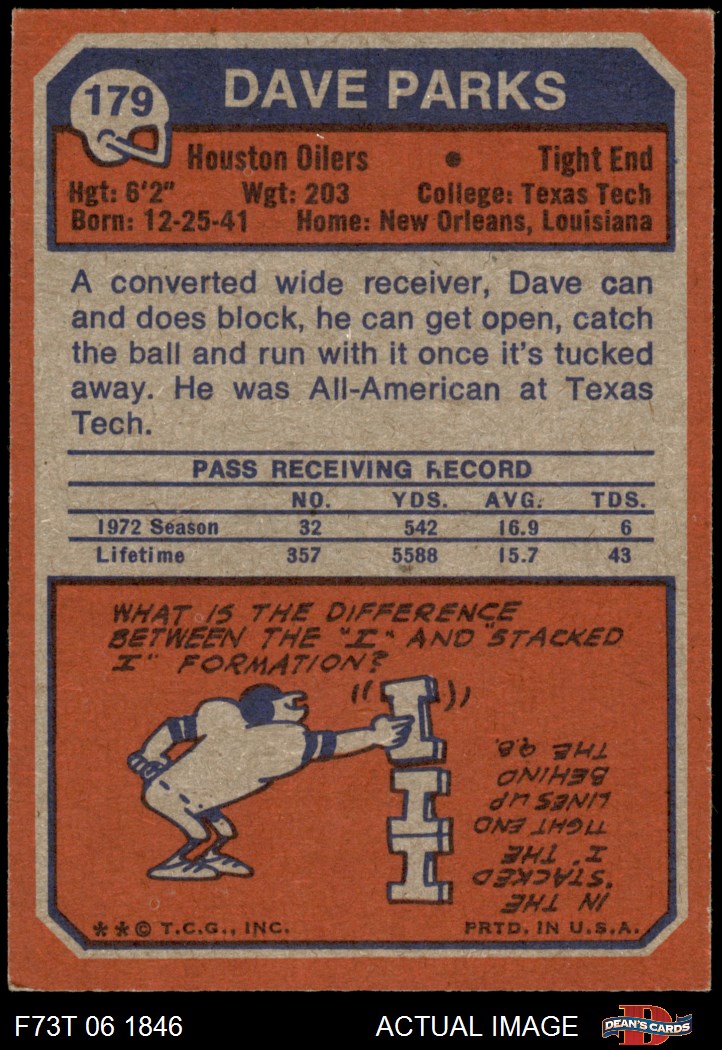 179
DAVE PARKS
Houston Oilers • Tight End
Hgt: 6'2" Wgt: 203 College: Texas Tech
Born: 12-25-41 Home: New Orleans, Louisiana
A converted wide receiver, Dave can
and does block, he can get open, catch
the ball and run with it once it's tucked
away. He was All-American at Texas
Tech.
PASS RECEIVING RECORD
NO. YDS. AVG. TDS.
1972 Season 32 542 16.9 6
Lifetime 357 5588 15.7 43
WHAT IS THE DIFFERENCE
BETWEEN THE "I" AND "STACKED
I" FORMATION?
I
I
I
IN THE
"STACKED
I", THE
TIGHT END
LINES UP
BEHIND
THE Q.B.
**© T.C.G., INC. PRTD. IN U.S.A.
F73T 06 1846 ACTUAL IMAGE
D
DEAN'S CARDS